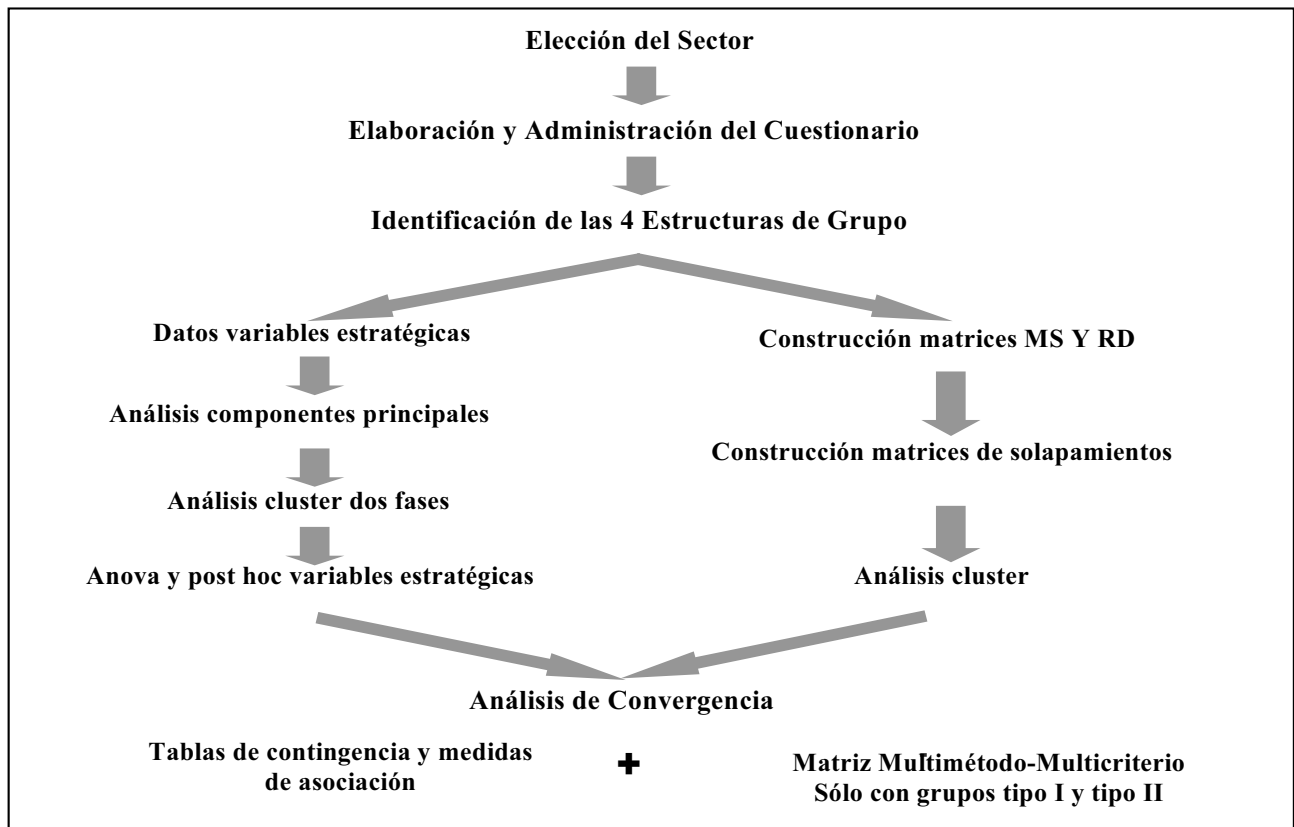 Elección del Sector
Elaboración y Administración del Cuestionario
Identificación de las 4 Estructuras de Grupo
Datos variables estratégicas
Análisis componentes principales
Análisis cluster dos fases
Anova y post hoc variables estratégicas
Construcción matrices MS Y RD
Construcción matrices de solapamientos
Análisis cluster
Análisis de Convergencia
Tablas de contingencia y medidas
de asociación
+
Matriz Multimétodo-Multicriterio
Sólo con grupos tipo I y tipo II